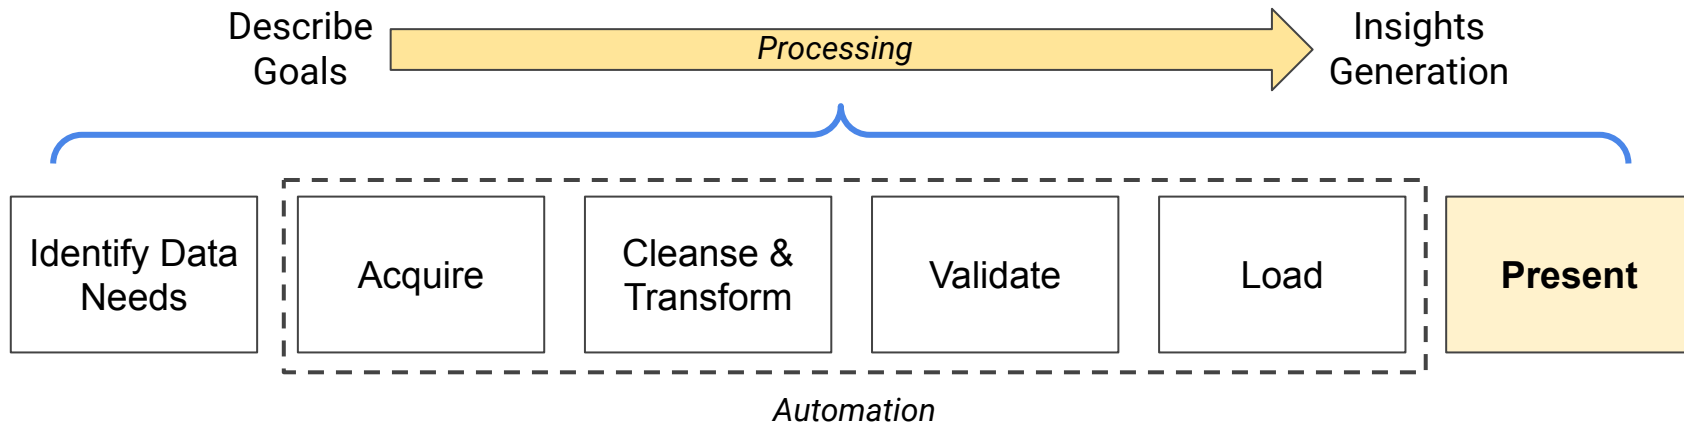 Describe
Goals
Processing
Insights
Generation
Identify Data
Needs
Acquire
Cleanse &
Transform
Validate
Load
Present
Automation